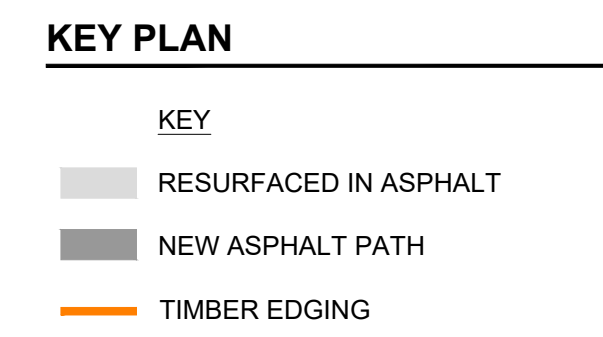 KEY PLAN
KEY
RESURFACED IN ASPHALT
NEW ASPHALT PATH
TIMBER EDGING